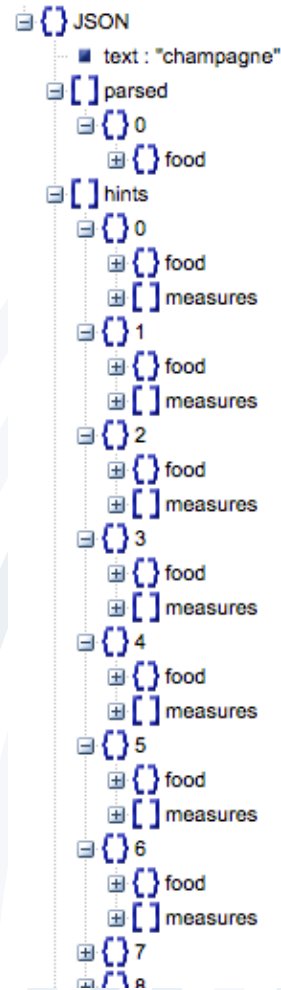 JSON
text : "champagne"
[ ] parsed
{ } 0
{ } food
[ ] hints
{ } 0
{ } food
[ ] measures
{ } 1
{ } food
[ ] measures
{ } 2
{ } food
[ ] measures
{ } 3
{ } food
[ ] measures
{ } 4
{ } food
[ ] measures
{ } 5
{ } food
[ ] measures
{ } 6
{ } food
[ ] measures
{ } 7
{ } 8